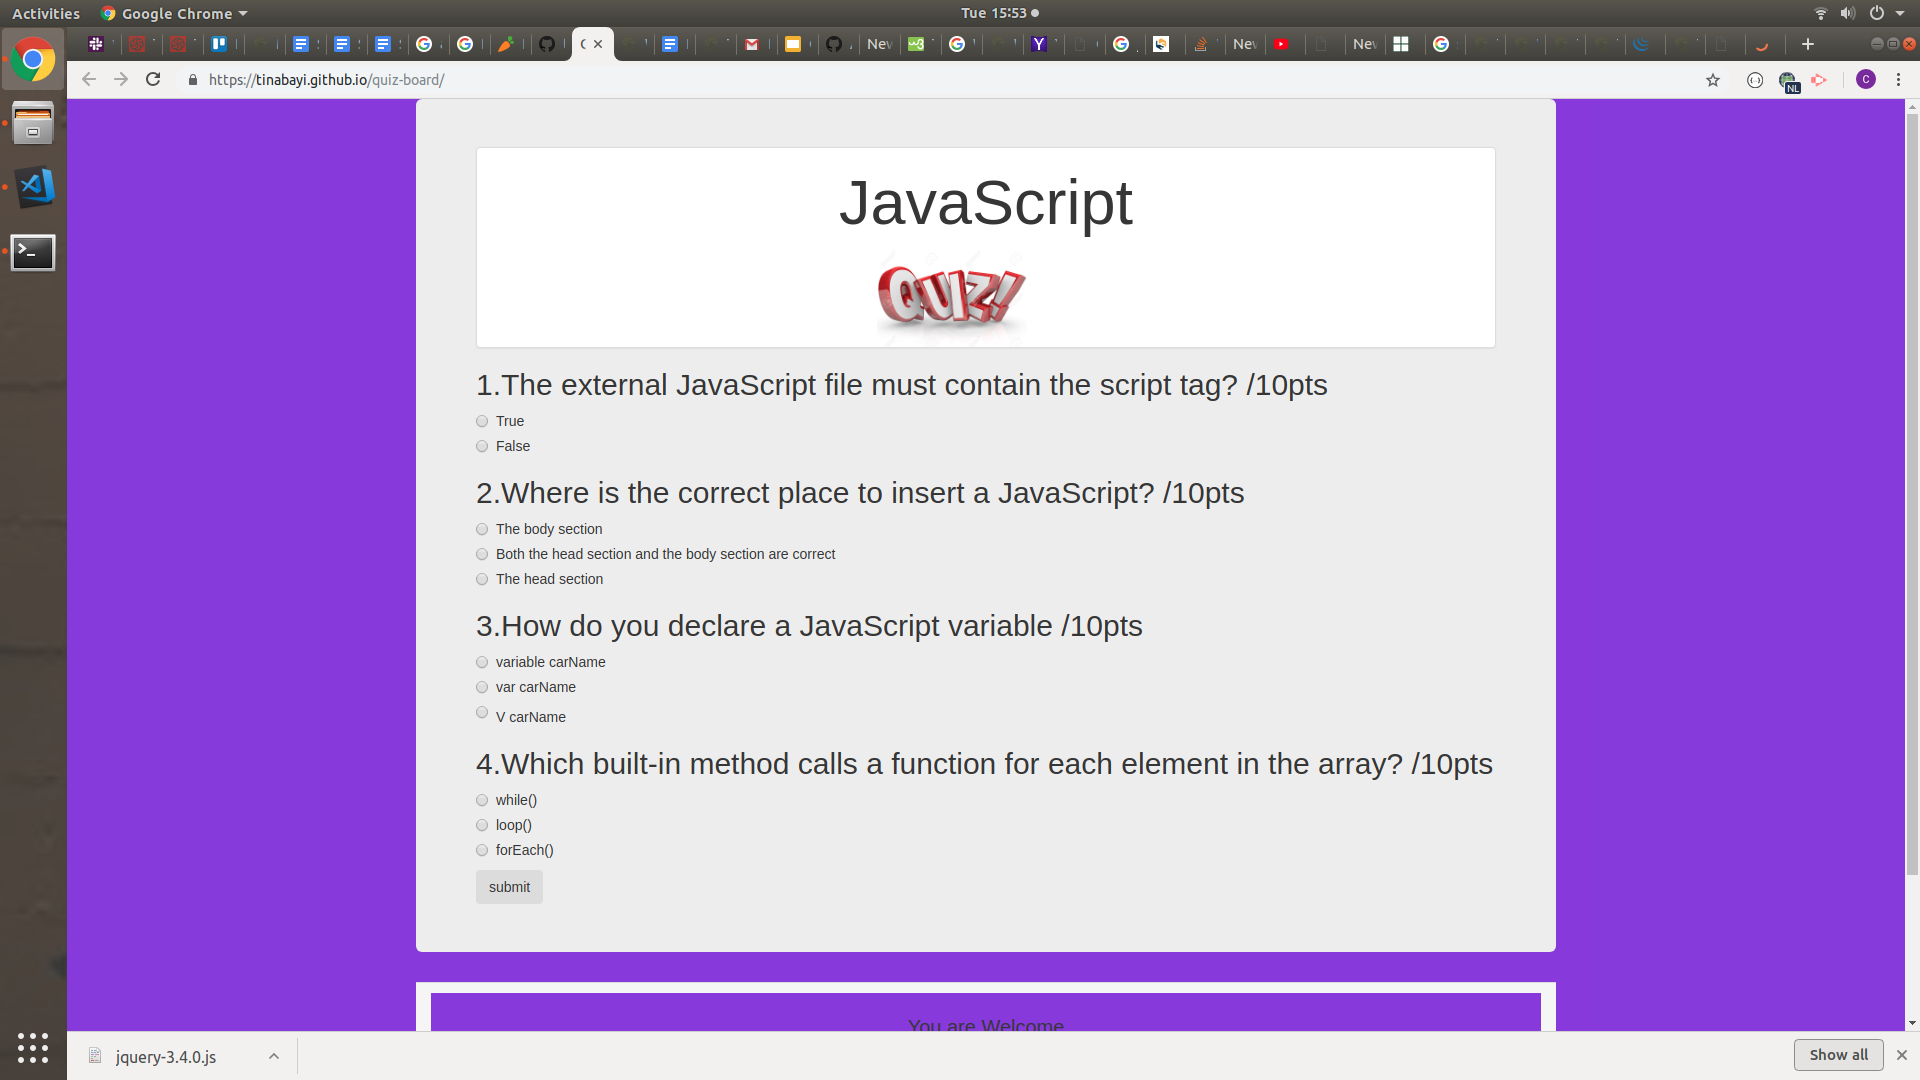 Activities
Google Chrome
Tue 15:53
New
New
New
https://tinabayi.github.io/quiz-board/
NL
C
JavaScript
QUIZ!
1.The external JavaScript file must contain the script tag? /10pts
True
False
2.Where is the correct place to insert a JavaScript? /10pts
The body section
Both the head section and the body section are correct
The head section
3.How do you declare a JavaScript variable /10pts
variable carName
var carName
V carName
4.Which built-in method calls a function for each element in the array? /10pts
while()
loop()
forEach()
submit
You are Welcome
jquery-3.4.0.js
Show all